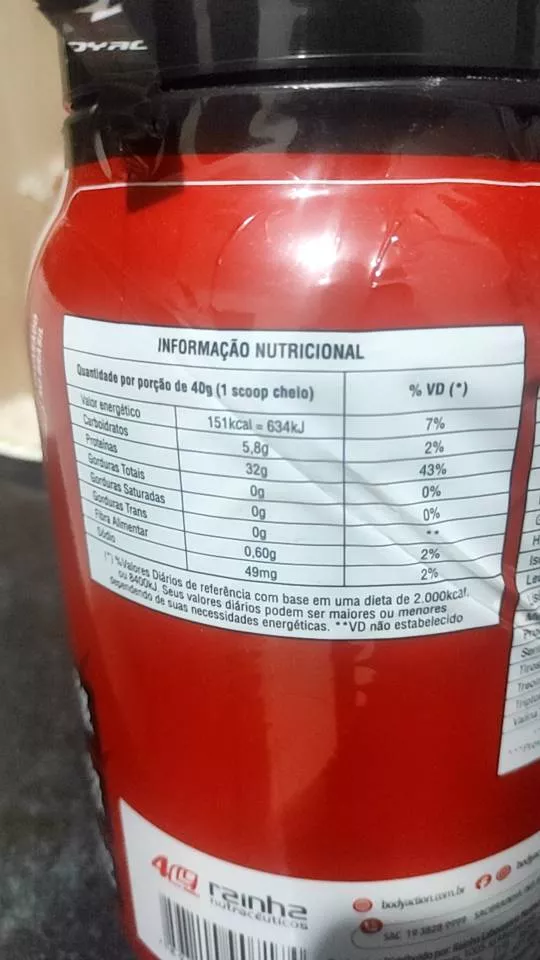 INFORMAÇÃO NUTRICIONAL
Quantidade por porção de 40g (1 scoop cheio) % VD (*)
Valor energético 151kcal = 634kJ 7%
Carboidratos 5,8g 2%
Proteínas 32g 43%
Gorduras Totais 0g 0%
Gorduras Saturadas 0g 0%
Gorduras Trans 0g **
Fibra Alimentar 0,60g 2%
Sódio 49mg 2%
(*) %Valores Diários de referência com base em uma dieta de 2.000kcal,
ou 8400kJ. Seus valores diários podem ser maiores ou menores
dependendo de suas necessidades energéticas. **VD não estabelecido
rainha
nutracêuticos
bodyaction.com.br
SAC 19 3828 9999